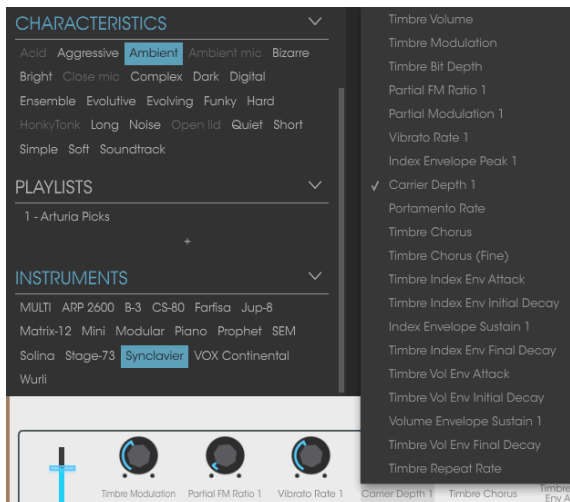 CHARACTERISTICS
Acid Aggressive Ambient Ambient mic Bizarre
Bright Close mic Complex Dark Digital
Ensemble Evolutive Evolving Funky Hard
HonkyTonk Long Noise Open lid Quiet Short
Simple Soft Soundtrack
PLAYLISTS
1 - Arturia Picks
+
INSTRUMENTS
MULTI ARP 2600 B-3 CS-80 Farfisa Jup-8
Matrix-12 Mini Modular Piano Prophet SEM
Solina Stage-73 Synclavier VOX Continental
Wurli
Timbre Volume
Timbre Modulation
Timbre Bit Depth
Partial FM Ratio 1
Partial Modulation 1
Vibrato Rate 1
Index Envelope Peak 1
✓ Carrier Depth 1
Portamento Rate
Timbre Chorus
Timbre Chorus (Fine)
Timbre Index Env Attack
Timbre Index Env Initial Decay
Index Envelope Sustain 1
Timbre Index Env Final Decay
Timbre Vol Env Attack
Timbre Vol Env Initial Decay
Volume Envelope Sustain 1
Timbre Vol Env Final Decay
Timbre Repeat Rate
Timbre Modulation Partial FM Ratio 1 Vibrato Rate 1 Carrier Depth 1 Timbre Chorus Timbre
Env A